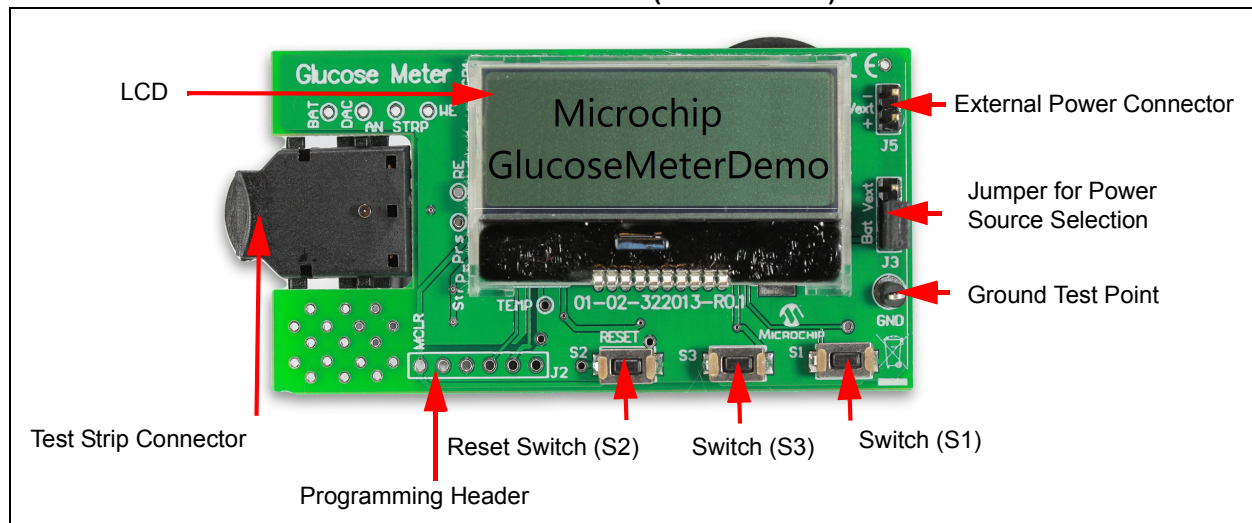 Glucose Meter
LCD
BAT
DAC
AN STRP
WE
Microchip
GlucoseMeterDemo
Vext
+
J5
External Power Connector
RE
Prs
Bat Vext
J3
Jumper for Power
Source Selection
TEMP
01-02-322013-R0.1
Ground Test Point
GND
MCLR
RESET
MICROCHIP
S2
S3
S1
J2
Test Strip Connector
Reset Switch (S2)
Switch (S3)
Switch (S1)
Programming Header